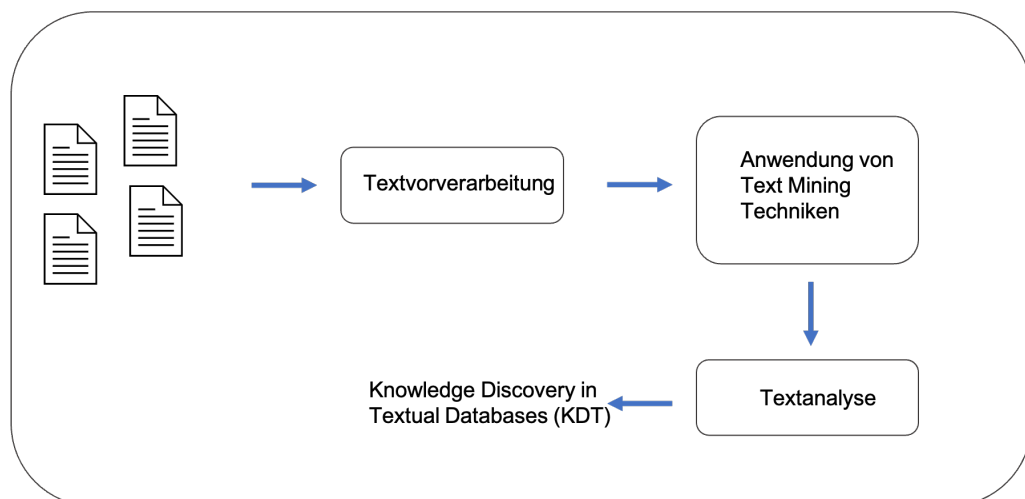 Textvorverarbeitung
Anwendung von
Text Mining
Techniken
Textanalyse
Knowledge Discovery in
Textual Databases (KDT)